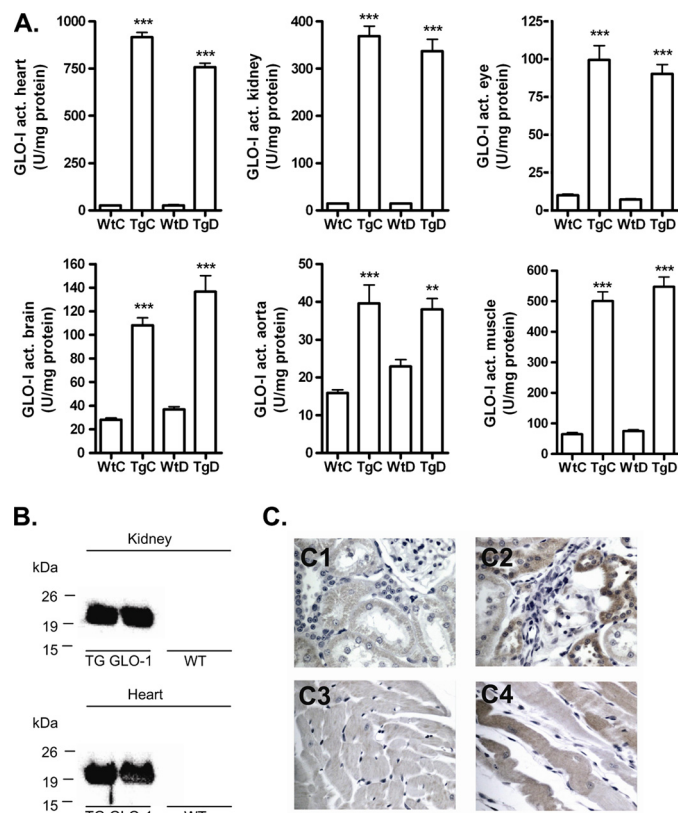 A.
GLO-I act. heart
(U/mg protein)
1000
750
500
250
0
***
***
WtC TgC WtD TgD
GLO-I act. kidney
(U/mg protein)
400
300
200
100
0
***
***
WtC TgC WtD TgD
GLO-I act. eye
(U/mg protein)
125
100
75
50
25
0
***
***
WtC TgC WtD TgD
GLO-I act. brain
(U/mg protein)
160
140
120
100
80
60
40
20
0
***
***
WtC TgC WtD TgD
GLO-I act. aorta
(U/mg protein)
50
40
30
20
10
0
***
**
WtC TgC WtD TgD
GLO-I act. muscle
(U/mg protein)
600
500
400
300
200
100
0
***
***
WtC TgC WtD TgD
B.
Kidney
kDa
26
19
15
TG GLO-1 WT
Heart
kDa
26
19
15
TG GLO-1 WT
C.
C1
C2
C3
C4